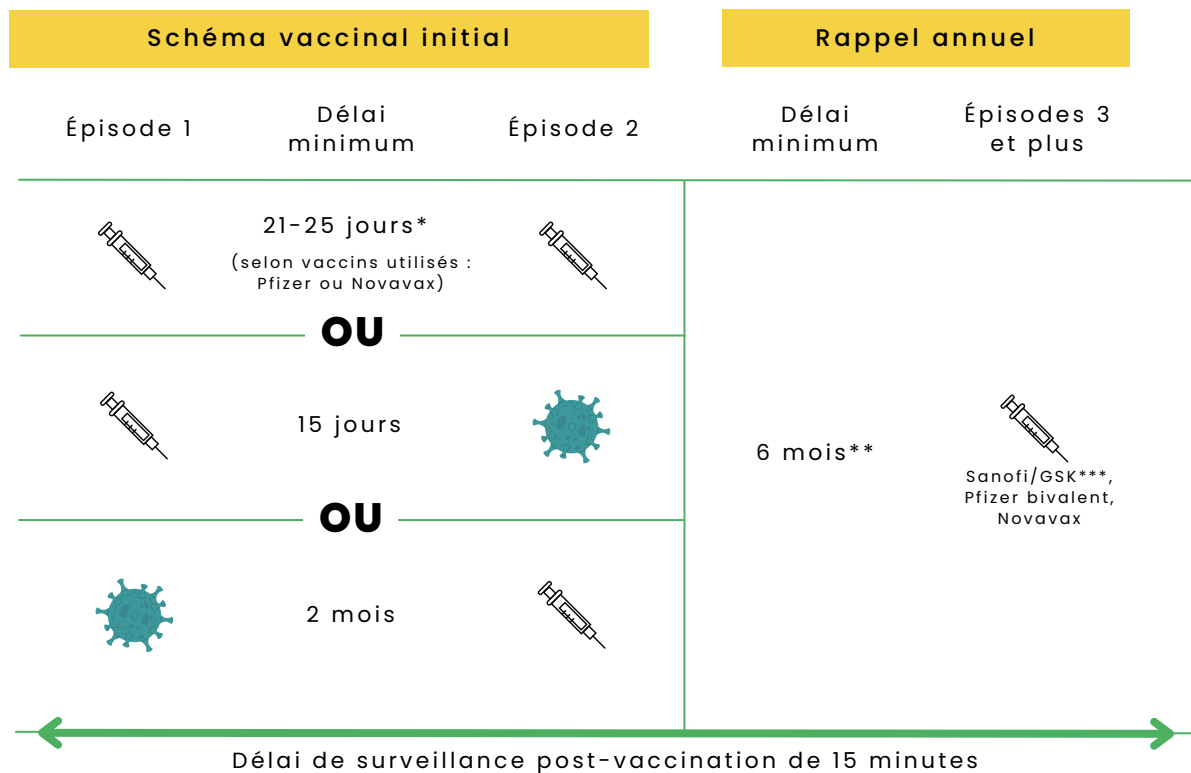 Schéma vaccinal initial
Rappel annuel
Épisode 1
Délai
minimum
Épisode 2
Délai
minimum
Épisodes 3
et plus
21-25 jours*
(selon vaccins utilisés :
Pfizer ou Novavax)
OU
15 jours
6 mois**
Sanofi/GSK***,
Pfizer bivalent,
Novavax
OU
2 mois
Délai de surveillance post-vaccination de 15 minutes